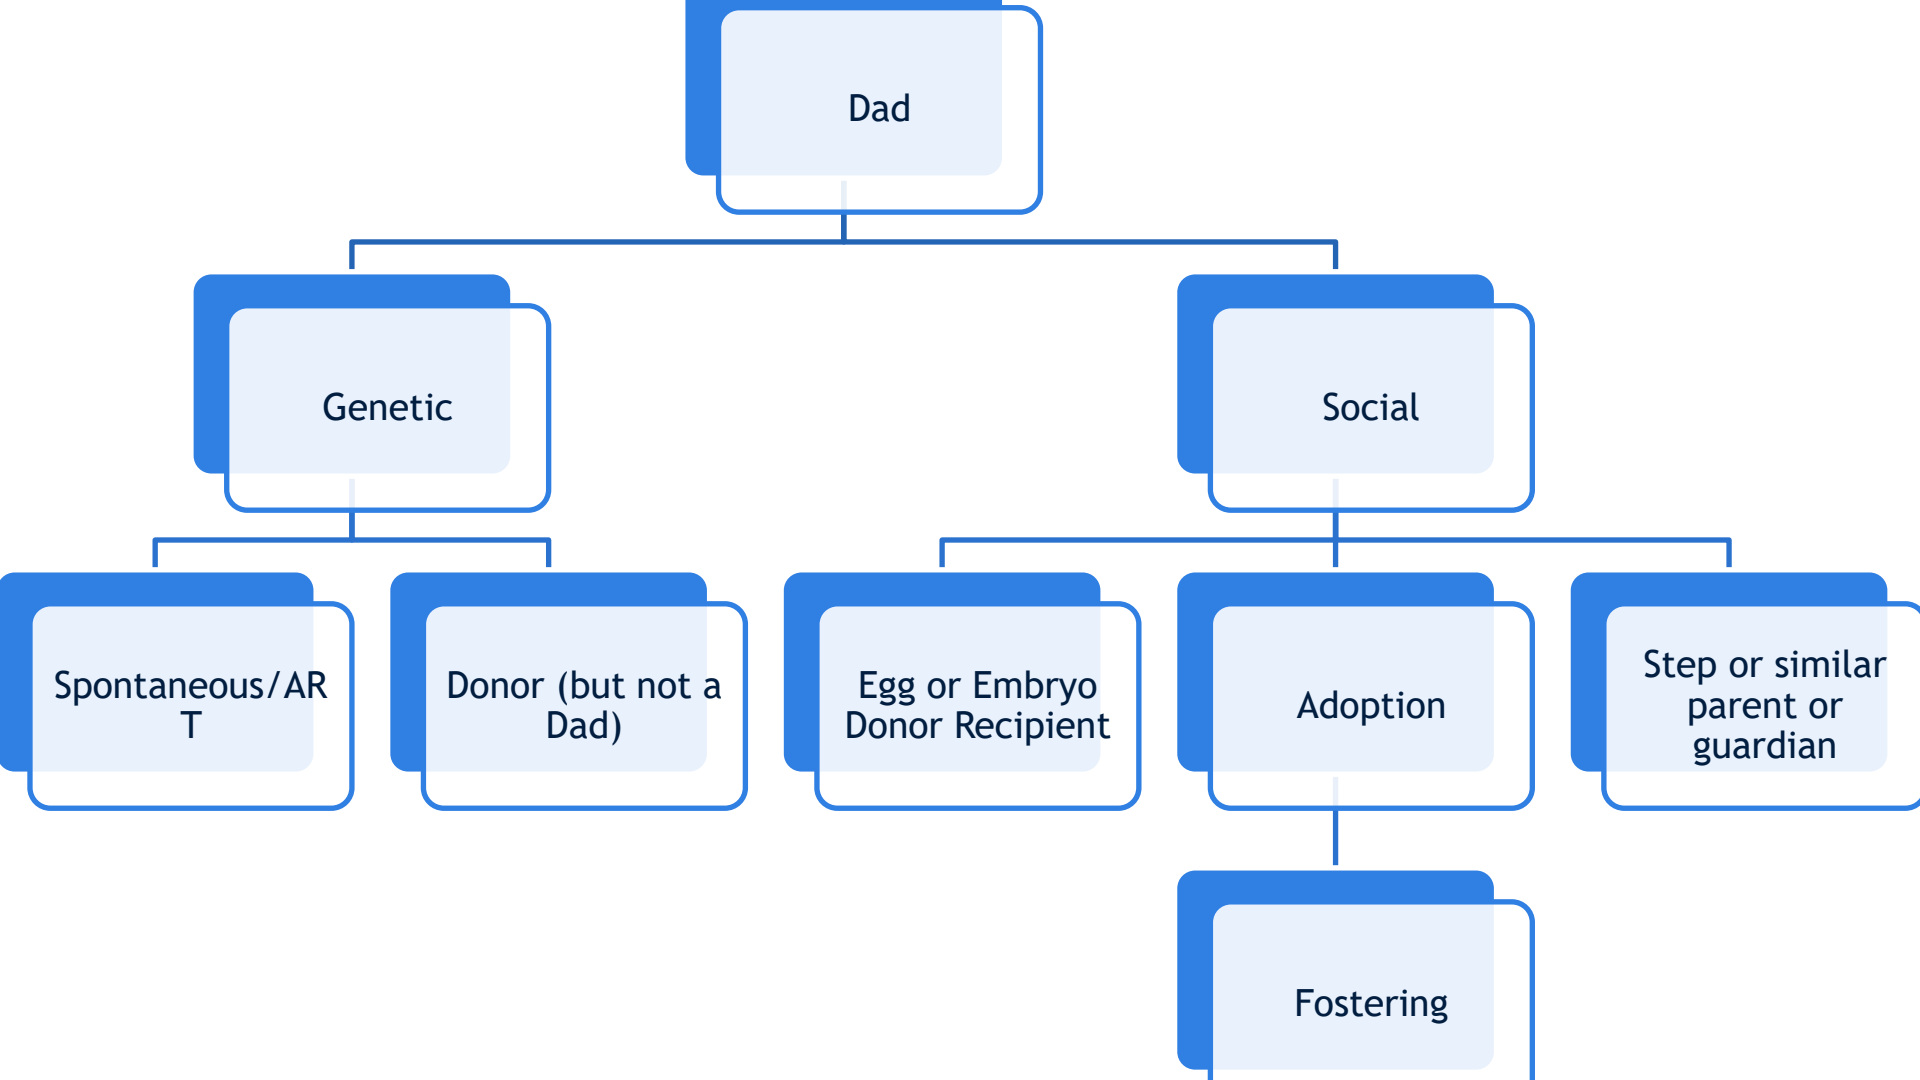 Dad
Genetic
Social
Spontaneous/AR
T
Donor (but not a
Dad)
Egg or Embryo
Donor Recipient
Adoption
Step or similar
parent or
guardian
Fostering